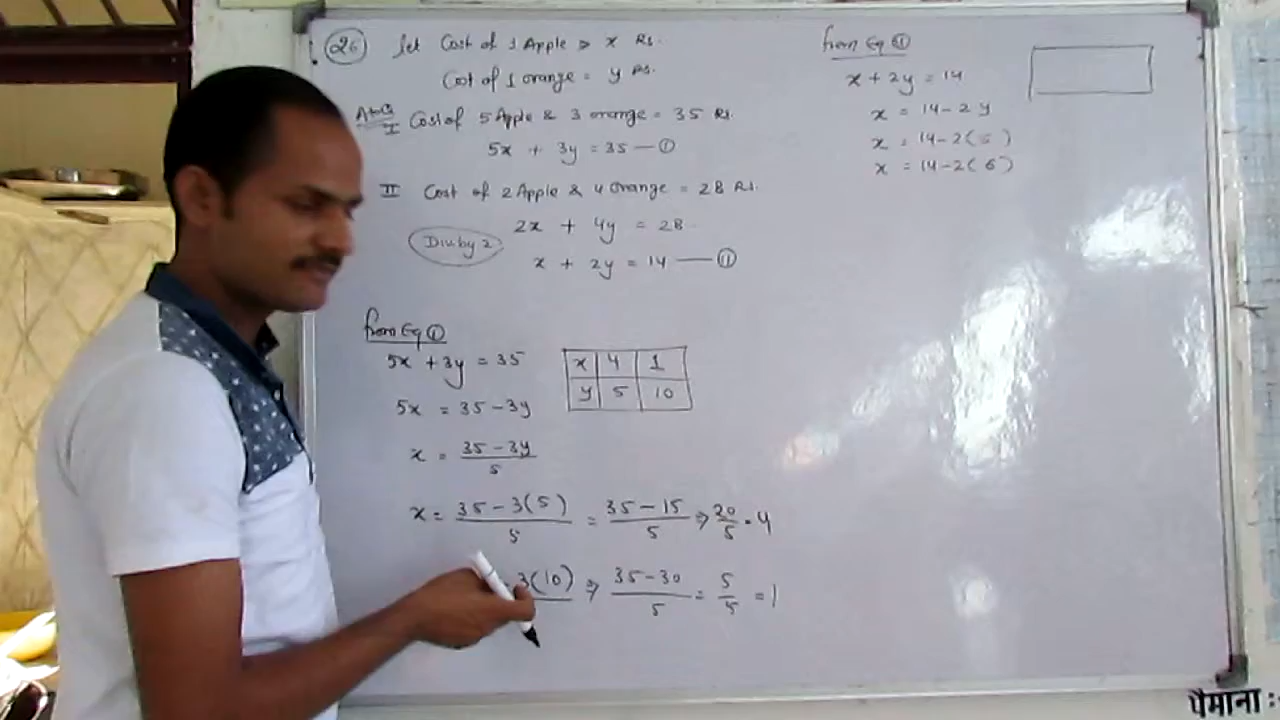 26 Let Cost of 1 Apple = x Rs.
Cost of 1 orange = y Rs.
I Cost of 5 Apple & 3 orange = 35 Rs.
5x + 3y = 35 — ①
II Cost of 2 Apple & 4 orange = 28 Rs.
2x + 4y = 28
Div by 2
x + 2y = 14 — ②
from Eq ①
5x + 3y = 35
5x = 35 - 3y
x = 35 - 3y / 5
x = 35 - 3(5) / 5 = 35 - 15 / 5 ⇒ 20/5 = 4
3(10) ⇒ 35 - 30 / 5 = 5/5 = 1
x 4 1
y 5 10
from Eq ②
x + 2y = 14
x = 14 - 2y
x = 14 - 2(5)
x = 14 - 2(6)
पैमाना :